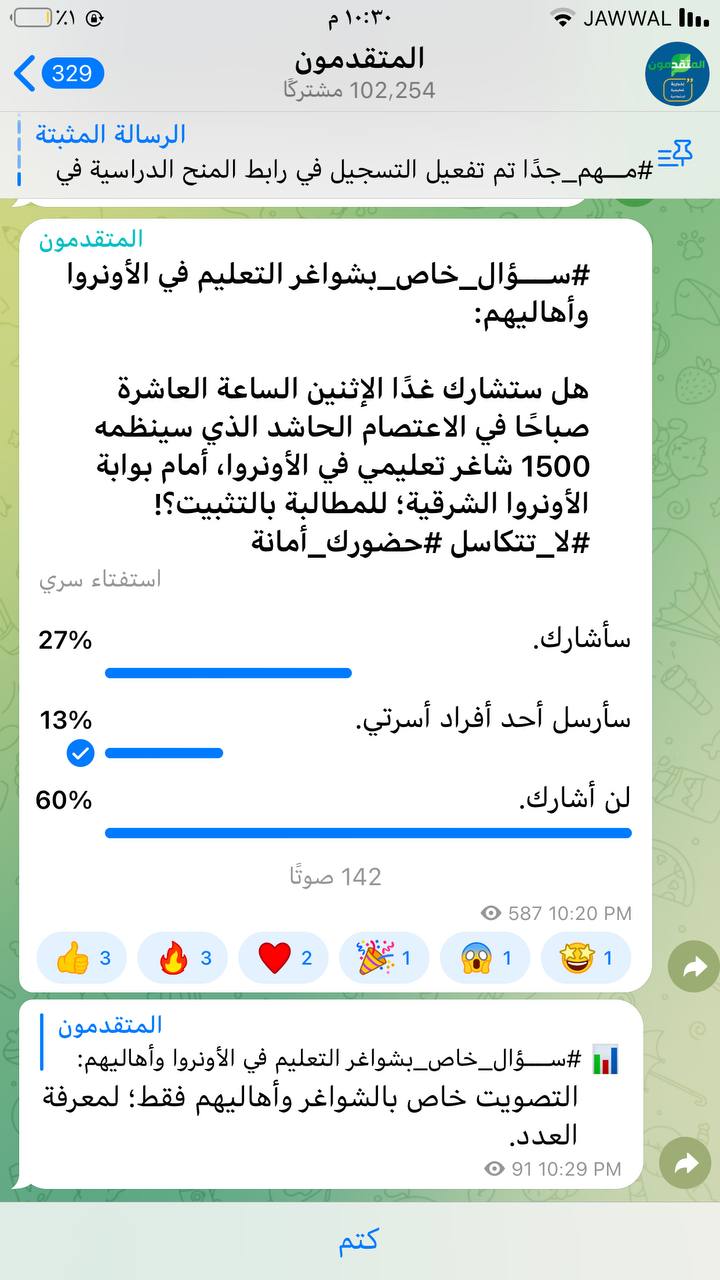 ٪١ ١٠:٣٠ م JAWWAL
329 المتقدمون
102,254 مشتركًا
المتقدمون
الرسالة المثبتة
#مـــهم_جدًا تم تفعيل التسجيل في رابط المنح الدراسية في
المتقدمون
#ســـــؤال_خاص_بشواغر التعليم في الأونروا
وأهاليهم:
هل ستشارك غدًا الإثنين الساعة العاشرة
صباحًا في الاعتصام الحاشد الذي سينظمه
1500 شاغر تعليمي في الأونروا، أمام بوابة
الأونروا الشرقية؛ للمطالبة بالتثبيت؟!
#لا_تتكاسل #حضورك_أمانة
استفتاء سري
سأشارك. 27%
سأرسل أحد أفراد أسرتي. 13%
لن أشارك. 60%
142 صوتًا
587 10:20 PM
3 3 2 1 1 1
المتقدمون
#ســـــؤال_خاص_بشواغر التعليم في الأونروا وأهاليهم:
التصويت خاص بالشواغر وأهاليهم فقط؛ لمعرفة
العدد.
91 10:29 PM
كتم